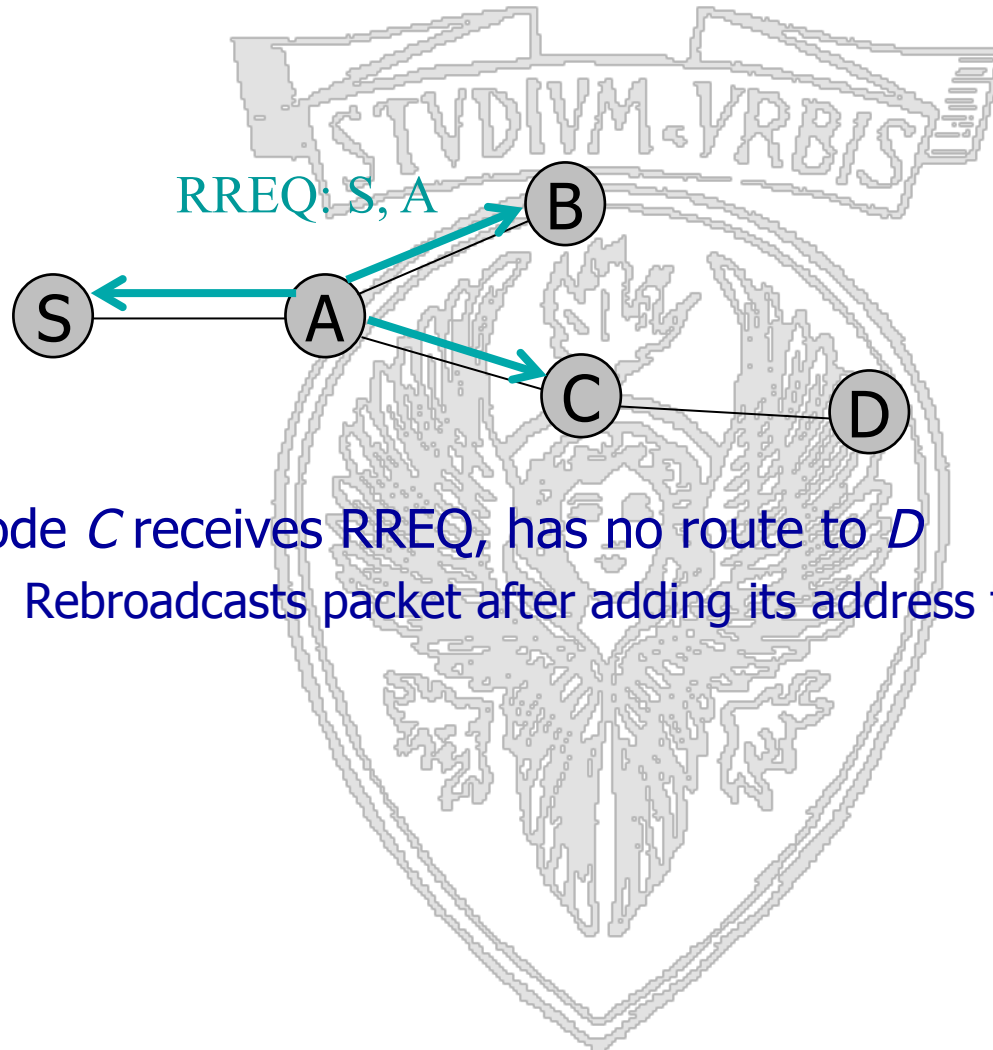 STVDIVM VRBIS
RREQ: S, A
B
S
A
C
D
ode C receives RREQ, has no route to D
Rebroadcasts packet after adding its address